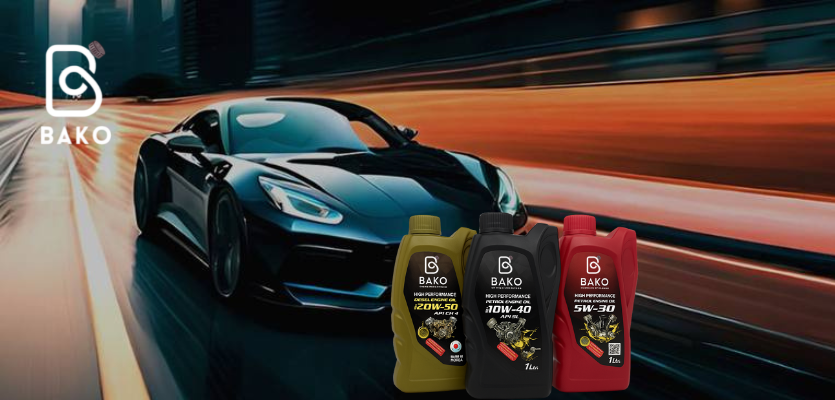 BAKO
BAKO
HIGH PERFORMANCE
DIESEL ENGINE OIL
20W-50
API CH 4
BAKO
HIGH PERFORMANCE
PETROL ENGINE OIL
10W-40
API SL
1 Litre
BAKO
HIGH PERFORMANCE
PETROL ENGINE OIL
5W-30
1 Litre